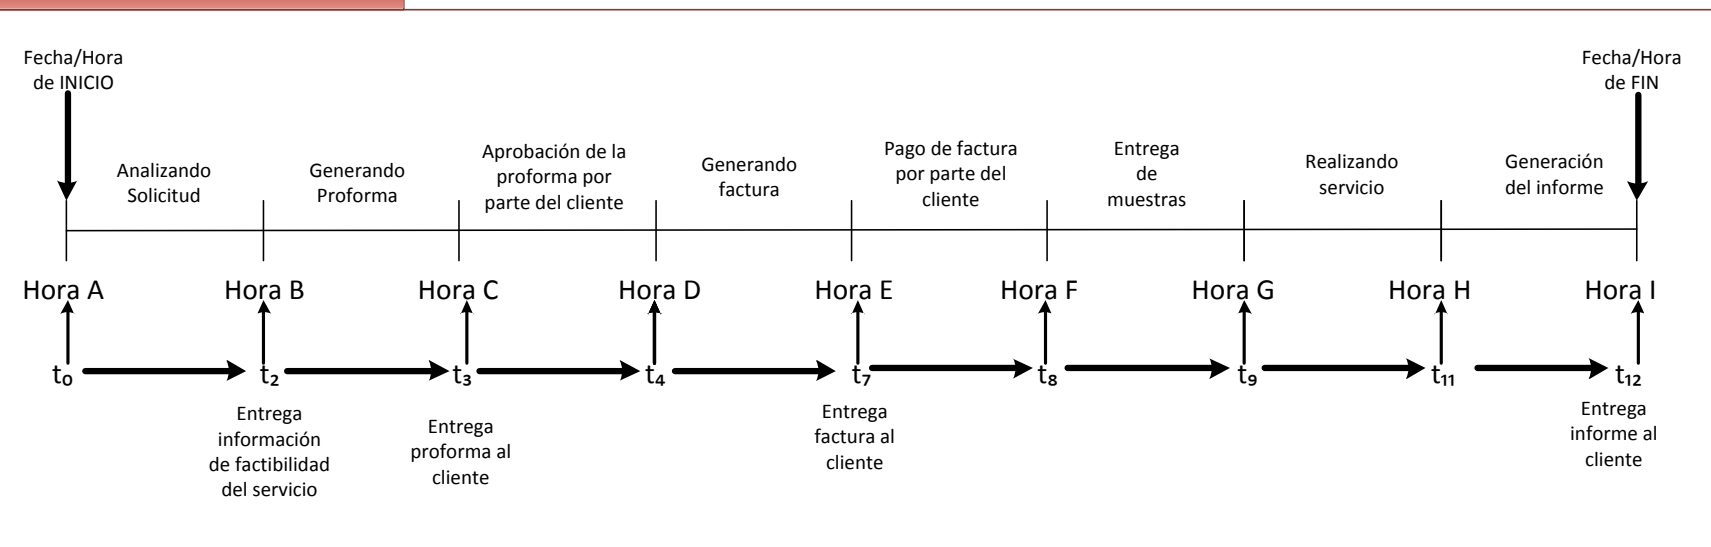 Fecha/Hora
de INICIO
Fecha/Hora
de FIN
Analizando
Solicitud
Generando
Proforma
Aprobación de la
proforma por
parte del cliente
Generando
factura
Pago de factura
por parte del
cliente
Entrega
de
muestras
Realizando
servicio
Generación
del informe
Hora A
Hora B
Hora C
Hora D
Hora E
Hora F
Hora G
Hora H
Hora I
t₀
t₂
t₃
t₄
t₇
t₈
t₉
t₁₁
t₁₂
Entrega
información
de factibilidad
del servicio
Entrega
proforma al
cliente
Entrega
factura al
cliente
Entrega
informe al
cliente